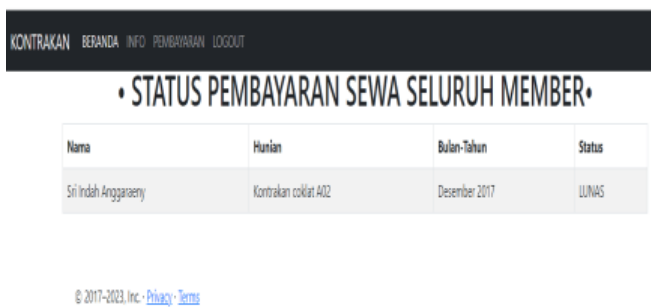 KONTRAKAN BERANDA INFO PEMBAYARAN LOGOUT
• STATUS PEMBAYARAN SEWA SELURUH MEMBER•
Nama Hunian Bulan-Tahun Status
Sri Indah Anggaraeny Kontrakan coklat A02 Desember 2017 LUNAS
© 2017–2023, Inc. · Privacy · Terms